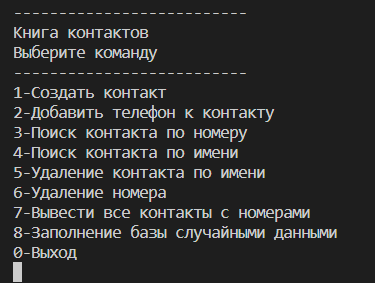 --------------------------
Книга контактов
Выберите команду
--------------------------
1-Создать контакт
2-Добавить телефон к контакту
3-Поиск контакта по номеру
4-Поиск контакта по имени
5-Удаление контакта по имени
6-Удаление номера
7-Вывести все контакты с номерами
8-Заполнение базы случайными данными
0-Выход